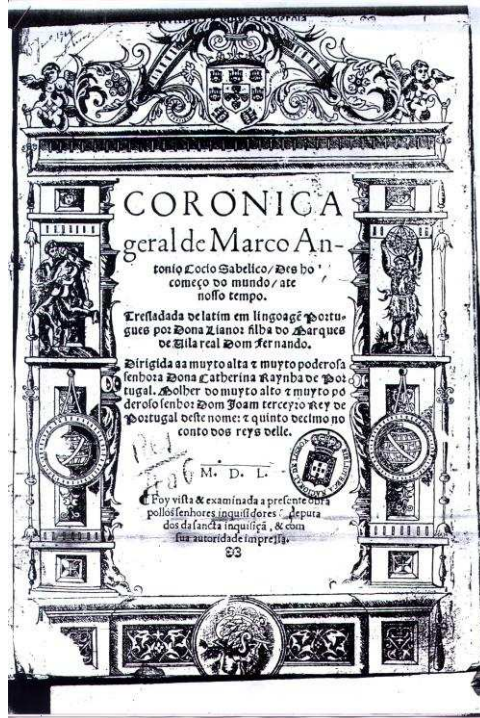 CORONICA
geral de Marco An-
tonio Cocio Sabelico / Des ho
começo do mundo / ate
nosso tempo.
Tresladada de latim em lingoagẽ Portu-
gues por Dona Lianor filha do Marques
de Uila real Dom Fernando.
Dirigida aa muyto alta ⁊ muyto poderosa
senhora Dona Catherina Raynha de Por-
tugal. Molher do muyto alto ⁊ muyto po
deroso senhor Dom Joam terceyro Rey de
Portugal deste nome: ⁊ quinto decimo no
conto dos reys delle.
M. D. L.
Foy vista & examinada a presente obra
pollos senhores inquisidores deputa
dos da sancta inquisiçã, & com
sua autoridade impressa.